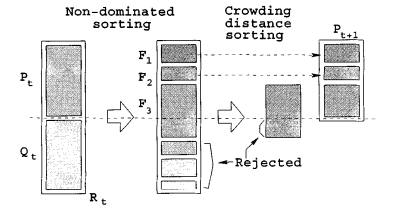 Non-dominated
sorting
Crowding
distance
sorting
P t+1
F 1
F 2
P t
F 3
Q t
Rejected
R t